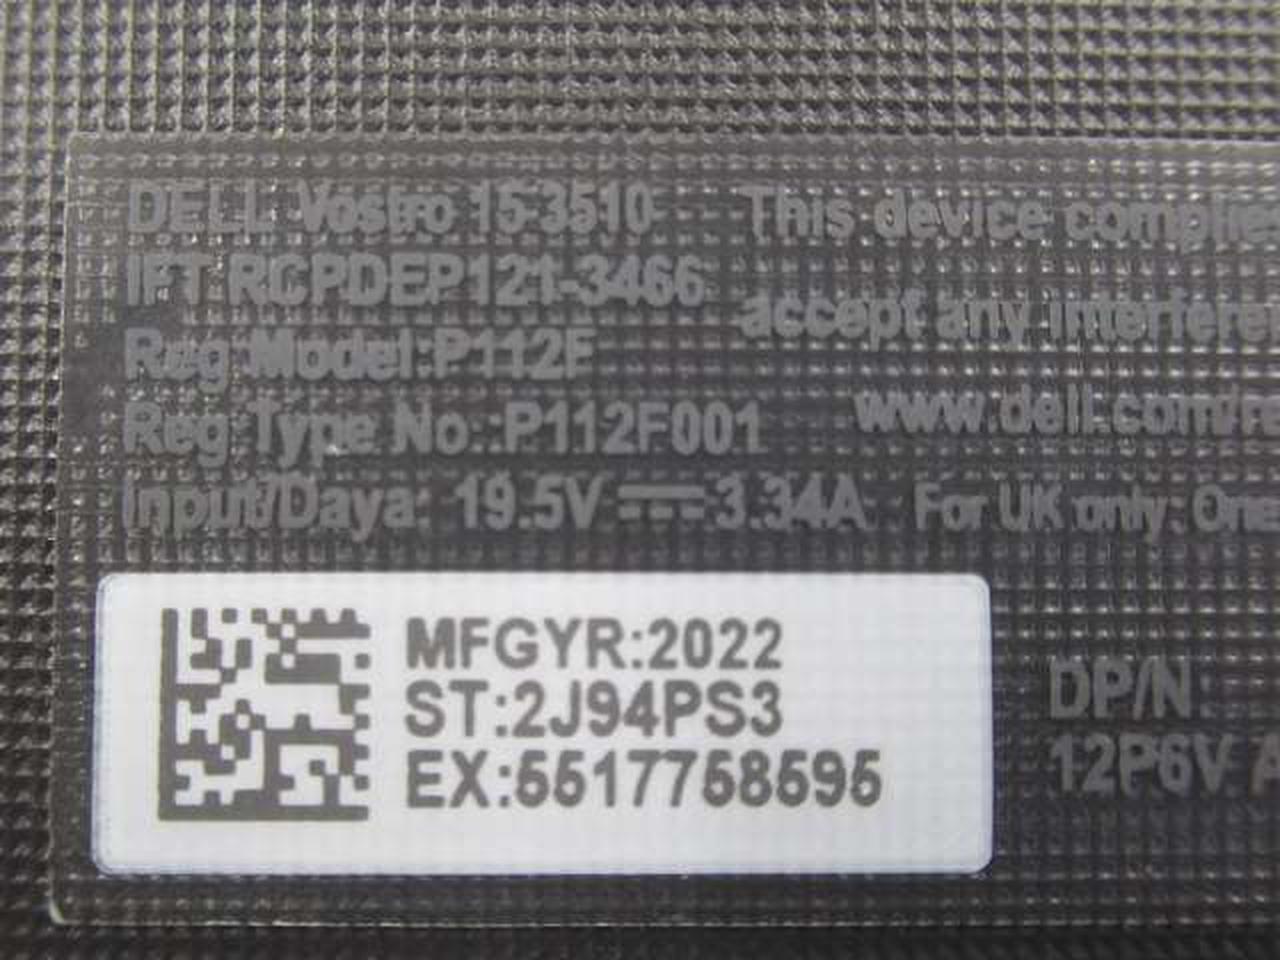 DELL Vostro 15-3510
IFT RCPDEP121-3466
Reg Model:P112F
Reg Type No.:P112F001
Input/Daya: 19.5V ⎓ 3.34A
This device complies
accept any interferen
www.dell.com/re
For UK only: One
MFGYR:2022
ST:2J94PS3
EX:5517758595
DP/N
12P6V A